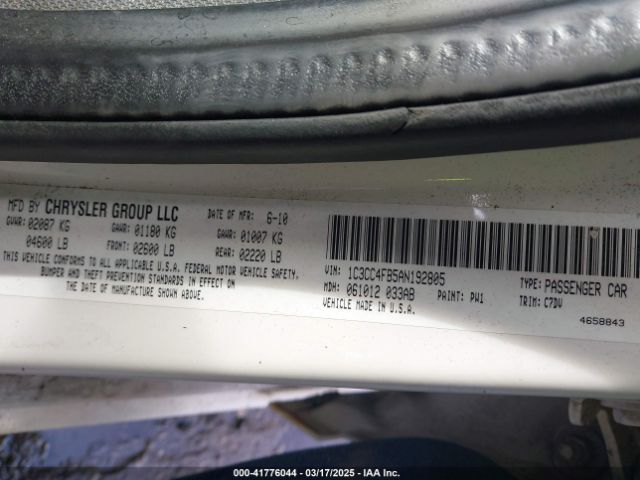 MFD BY CHRYSLER GROUP LLC DATE OF MFR: 6-10
GVWR: 02087 KG GAWR: 01180 KG GAWR: 01007 KG
04600 LB FRONT: 02600 LB REAR: 02220 LB
THIS VEHICLE CONFORMS TO ALL APPLICABLE U.S.A. FEDERAL MOTOR VEHICLE SAFETY,
BUMPER AND THEFT PREVENTION STANDARDS IN EFFECT ON
THE DATE OF MANUFACTURE SHOWN ABOVE.
VIN: 1C3CC4FB5AN192805 TYPE: PASSENGER CAR
MDH: 061012 033AB PAINT: PW1 TRIM: C7DV
VEHICLE MADE IN U.S.A.
4658843
000-41776044 | 03/17/2025 | IAA Inc.